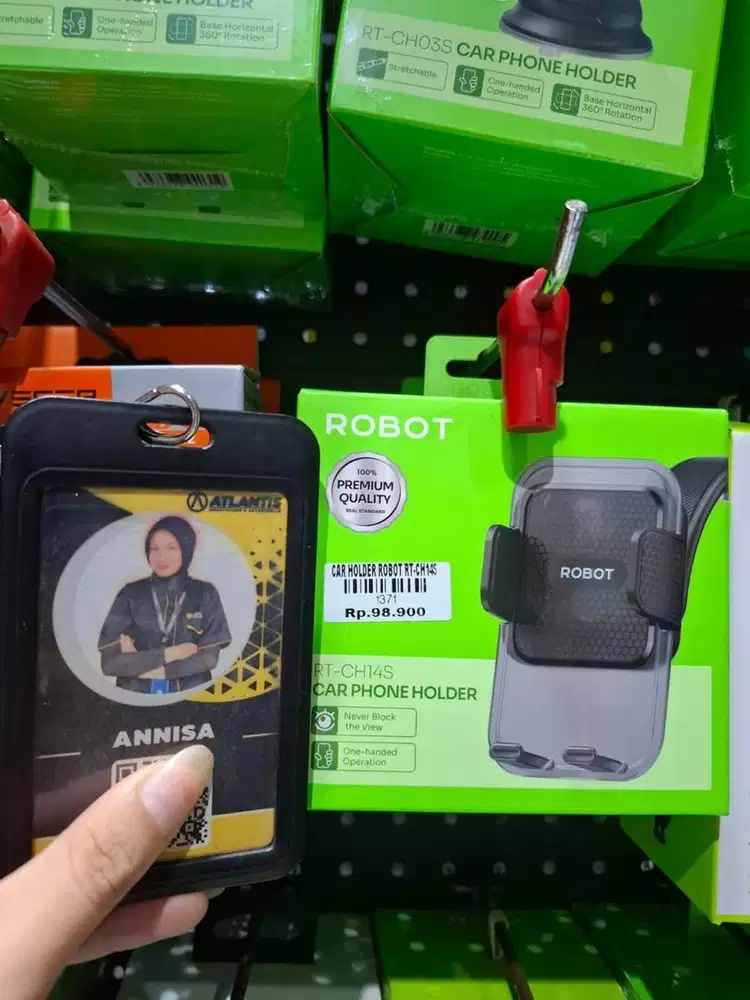 HOLDER
Stretchable
One-handed
Operation
Base Horizontal
360° Rotation
RT-CH03S CAR PHONE HOLDER
Stretchable
One-handed
Operation
Base Horizontal
360° Rotation
ATLANTIS
ANNISA
ROBOT
100%
PREMIUM
QUALITY
REAL STANDARD
ROBOT
CAR HOLDER ROBOT RT-CH14S
1371
Rp.98.900
RT-CH14S
CAR PHONE HOLDER
Never Block
the View
One-handed
Operation